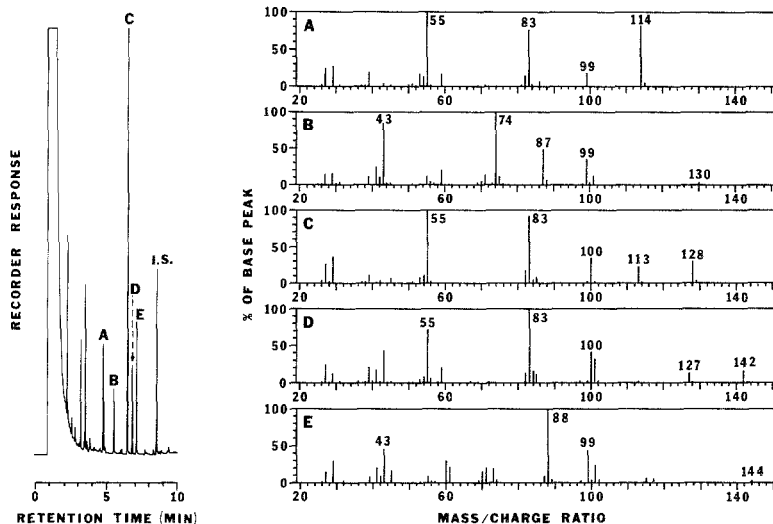 C
D
E
I.S.
A
B
RECORDER RESPONSE
0 5 10
RETENTION TIME (MIN)
% OF BASE PEAK
A
100
50
0
55
83
114
99
20 60 100 140
B
100
50
0
43
74
87
99
130
20 60 100 140
C
100
50
0
55
83
100
113
128
20 60 100 140
D
100
50
0
55
83
100
127
142
20 60 100 140
E
100
50
0
43
88
99
144
20 60 100 140
MASS/CHARGE RATIO